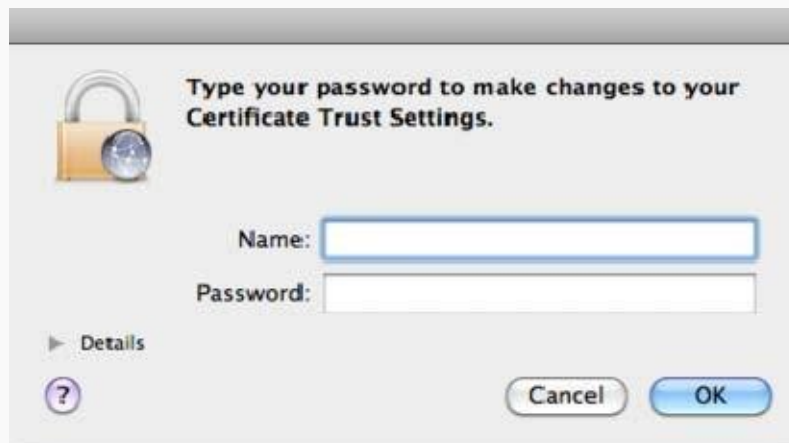 Type your password to make changes to your
Certificate Trust Settings.
Name:
Password:
Details
?
Cancel
OK